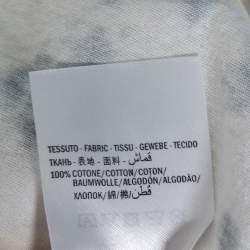 TESSUTO - FABRIC - TISSU - GEWEBE - TECIDO
ТКАНЬ - 表地 - 面料 - قماش
100% COTONE/COTTON/COTON/
BAUMWOLLE/ALGODÓN/ALGODÃO/
ХЛОПОК/綿/棉/قطن